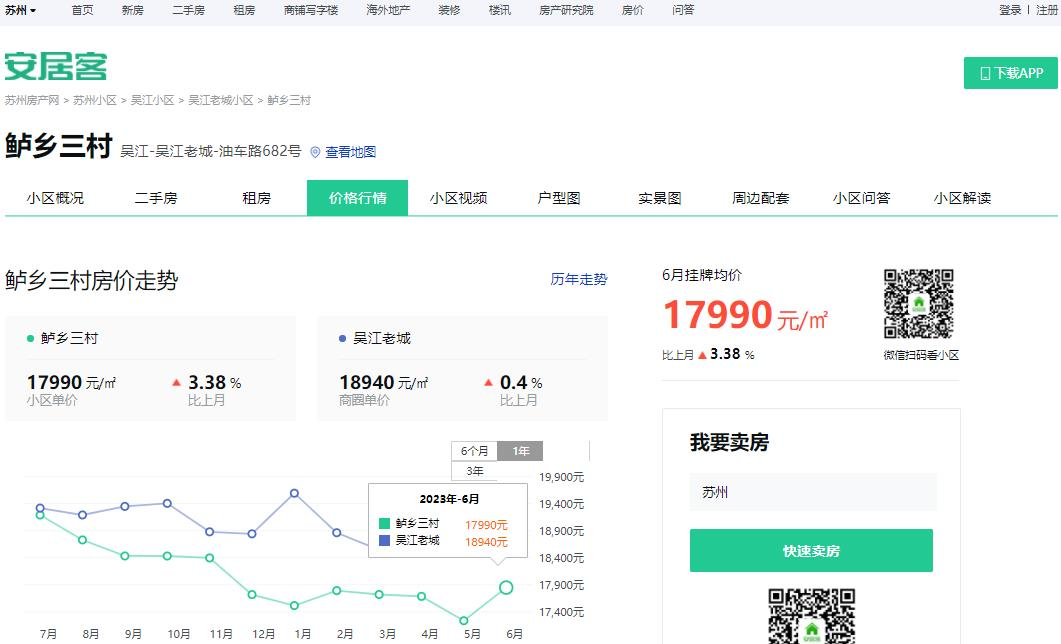 苏州 首页 新房 二手房 租房 商铺写字楼 海外地产 装修 楼讯 房产研究院 房价 问答 登录 | 注册
安居客
下载APP
苏州房产网 > 苏州小区 > 吴江小区 > 吴江老城小区 > 鲈乡三村
鲈乡三村 吴江-吴江老城-油车路682号 查看地图
小区概况 二手房 租房 价格行情 小区视频 户型图 实景图 周边配套 小区问答 小区解读
鲈乡三村房价走势 历年走势
鲈乡三村
17990 元/㎡ 3.38 %
小区单价 比上月
吴江老城
18940 元/㎡ 0.4 %
商圈单价 比上月
6个月 1年
3年
19,900元
19,400元
18,900元
18,400元
17,900元
17,400元
2023年-6月
鲈乡三村 17990元
吴江老城 18940元
7月 8月 9月 10月 11月 12月 1月 2月 3月 4月 5月 6月
6月挂牌均价
17990 元/㎡
比上月 3.38 %
微信扫码看小区
我要卖房
苏州
快速卖房